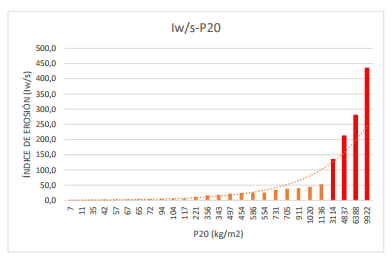 Iw/s-P20
ÍNDICE DE EROSIÓN (Iw/s)
500,0
450,0
400,0
350,0
300,0
250,0
200,0
150,0
100,0
50,0
0,0
7 11 35 42 57 67 65 72 94 104 117 221 356 343 497 454 586 554 731 705 911 1020 1136 3114 4837 6388 9922
P20 (kg/m2)